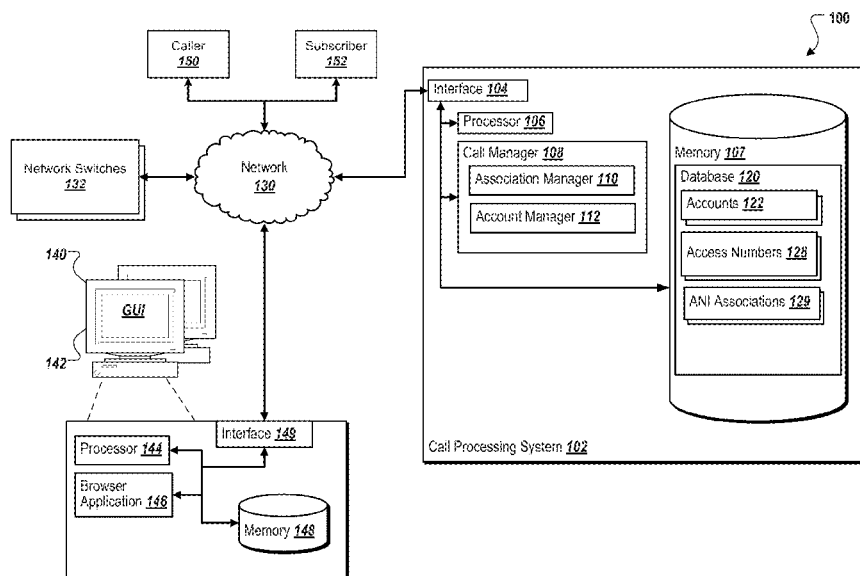 100
Caller
150
Subscriber
152
Network Switches
132
Network
130
Interface 104
Processor 106
Call Manager 108
Association Manager 110
Account Manager 112
Memory 107
Database 120
Accounts 122
Access Numbers 128
ANI Associations 129
Call Processing System 102
140
GUI
142
Interface 149
Processor 144
Browser
Application 146
Memory 148